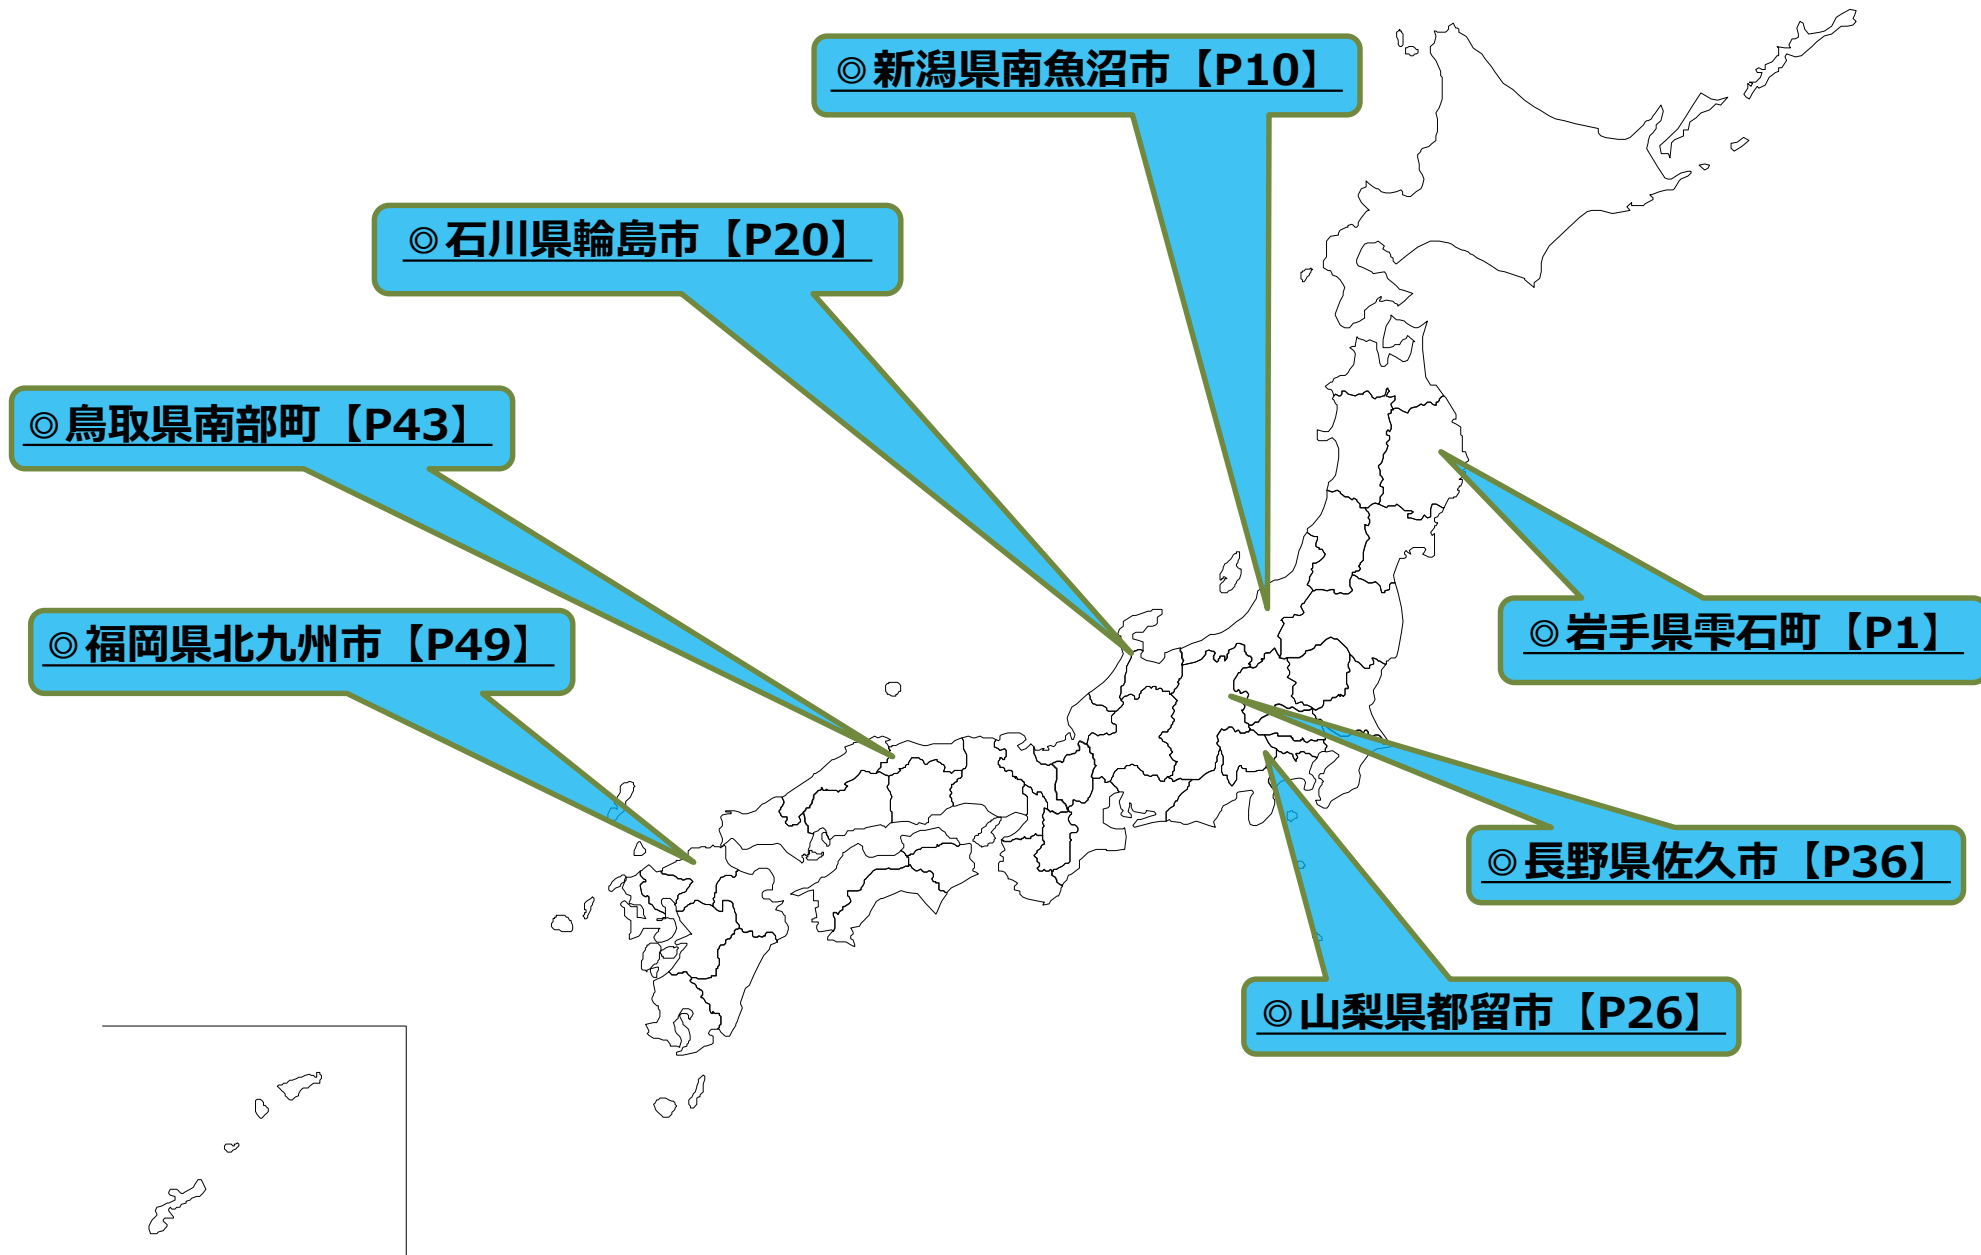 ◎新潟県南魚沼市【P10】
◎石川県輪島市【P20】
◎鳥取県南部町【P43】
◎福岡県北九州市【P49】
◎岩手県雫石町【P1】
◎長野県佐久市【P36】
◎山梨県都留市【P26】